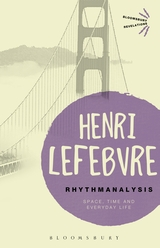 BLOOMSBURY
REVELATIONS
HENRI
LEFEBVRE
RHYTHMANALYSIS
SPACE, TIME AND
EVERYDAY LIFE
BLOOMSBURY